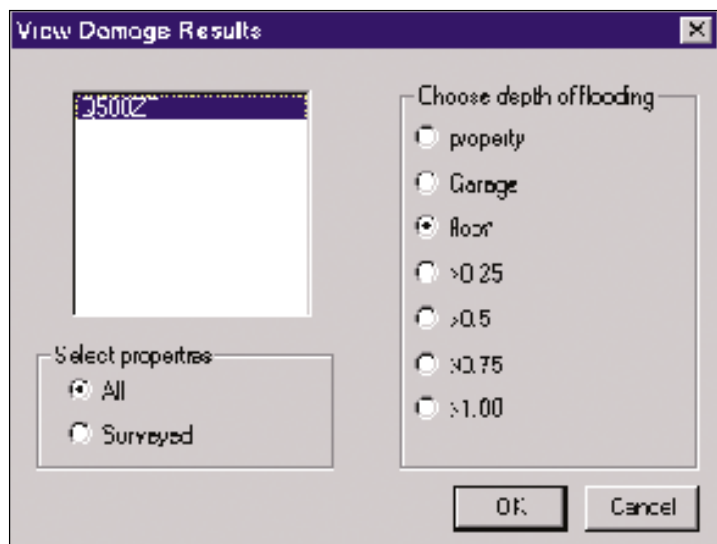 View Damage Results
Q500Z
Choose depth of flooding
property
Garage
floor
>0.25
>0.5
>0.75
>1.00
Select properties
All
Surveyed
OK
Cancel